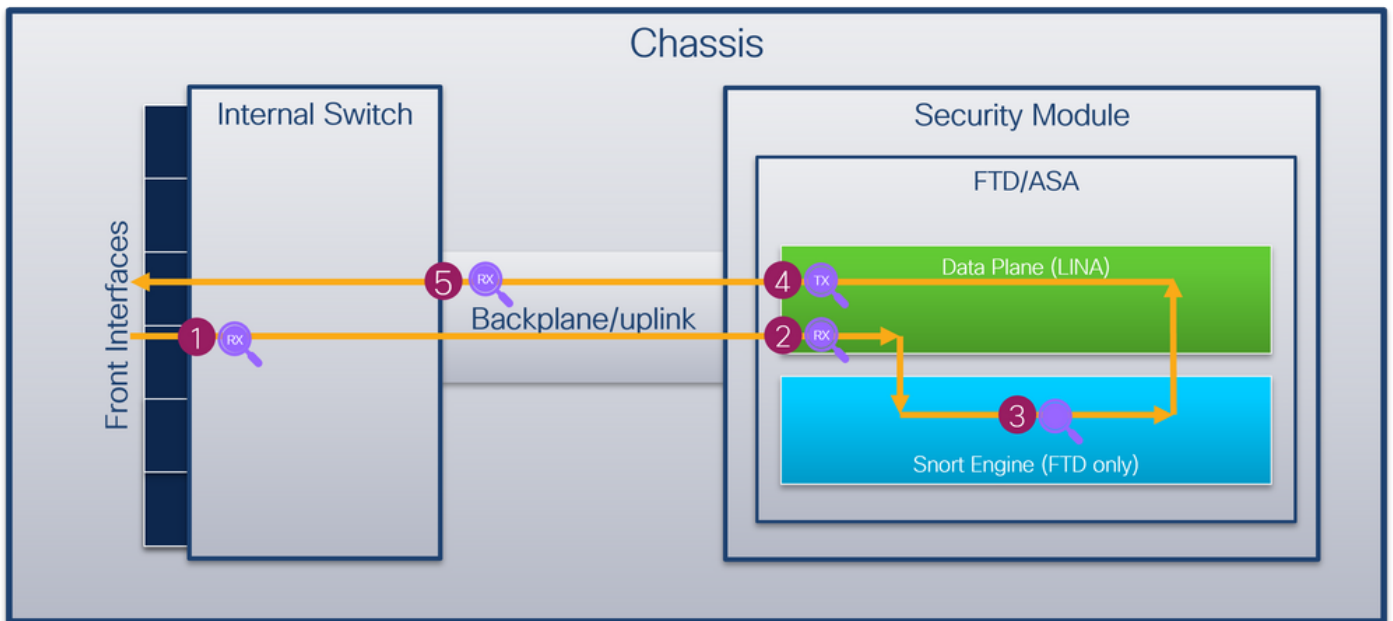 Chassis
Internal Switch
Security Module
FTD/ASA
Front Interfaces
Data Plane (LINA)
5 RX
4 TX
Backplane/uplink
1 RX
2 RX
3
Snort Engine (FTD only)